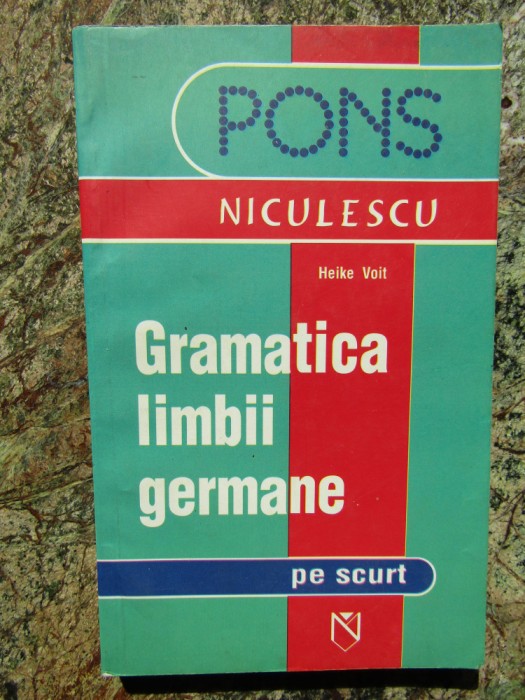 PONS
NICULESCU
Heike Voit
Gramatica
limbii
germane
pe scurt